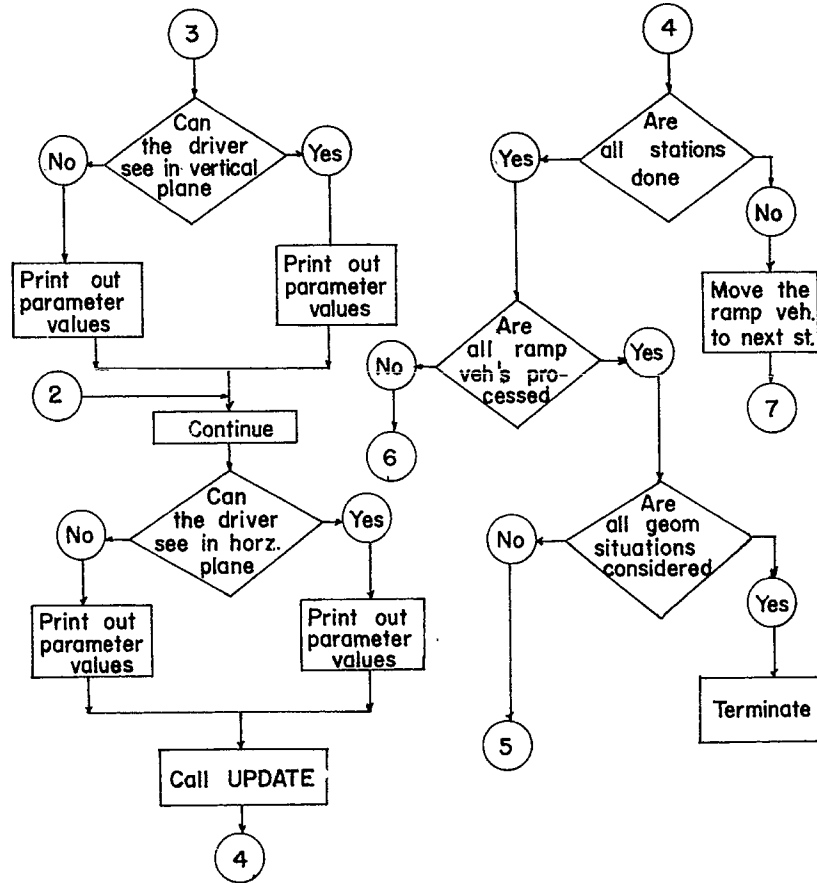 3
Can
the driver
see in vertical
plane
No
Yes
Print out
parameter
values
Print out
parameter
values
2
Continue
Can
the driver
see in horz.
plane
No
Yes
Print out
parameter
values
Print out
parameter
values
Call UPDATE
4
4
Are
all stations
done
Yes
No
Move the
ramp veh.
to next st.
7
Are
all ramp
veh's pro-
cessed
No
Yes
6
Are
all geom
situations
considered
No
Yes
5
Terminate